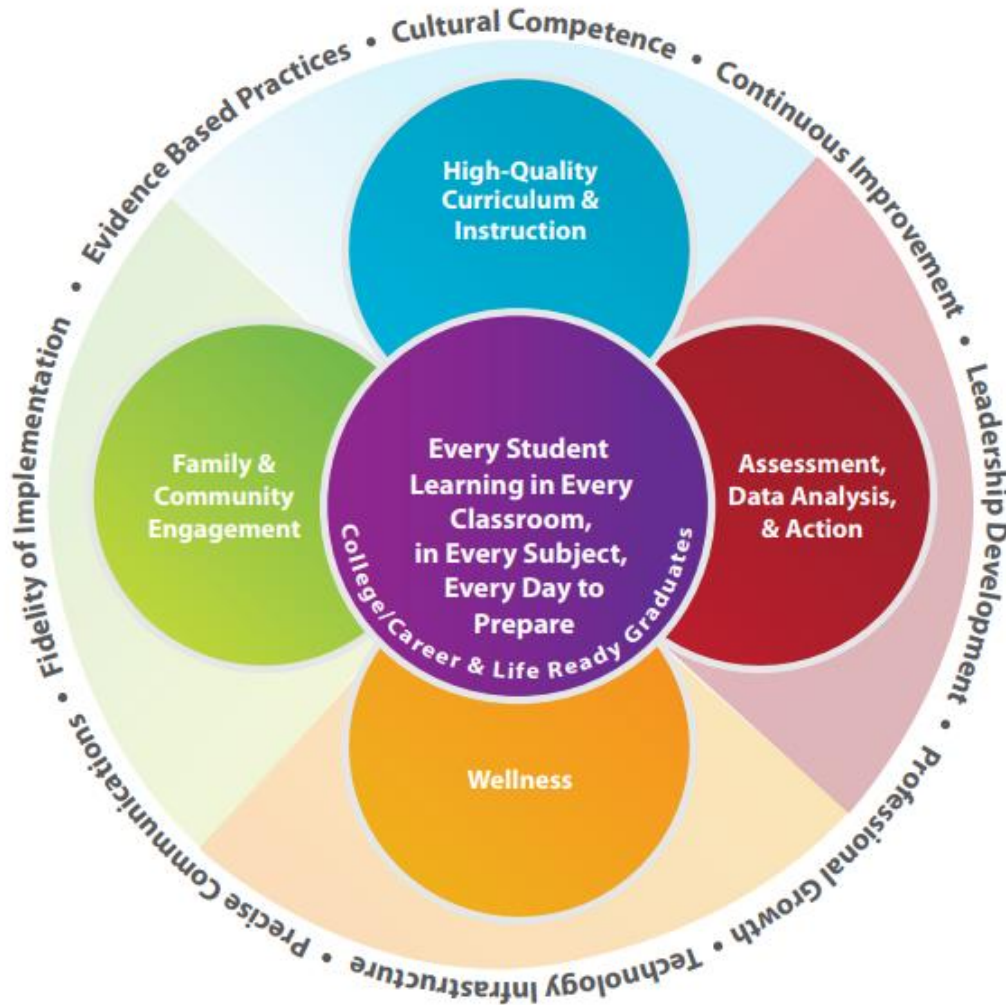 Evidence Based Practices • Cultural Competence • Continuous Improvement • Leadership Development • Professional Growth • Technology Infrastructure • Precise Communications • Fidelity of Implementation •
High-Quality
Curriculum &
Instruction
Family &
Community
Engagement
Every Student
Learning in Every
Classroom,
in Every Subject,
Every Day to
Prepare
College/Career & Life Ready Graduates
Assessment,
Data Analysis,
& Action
Wellness